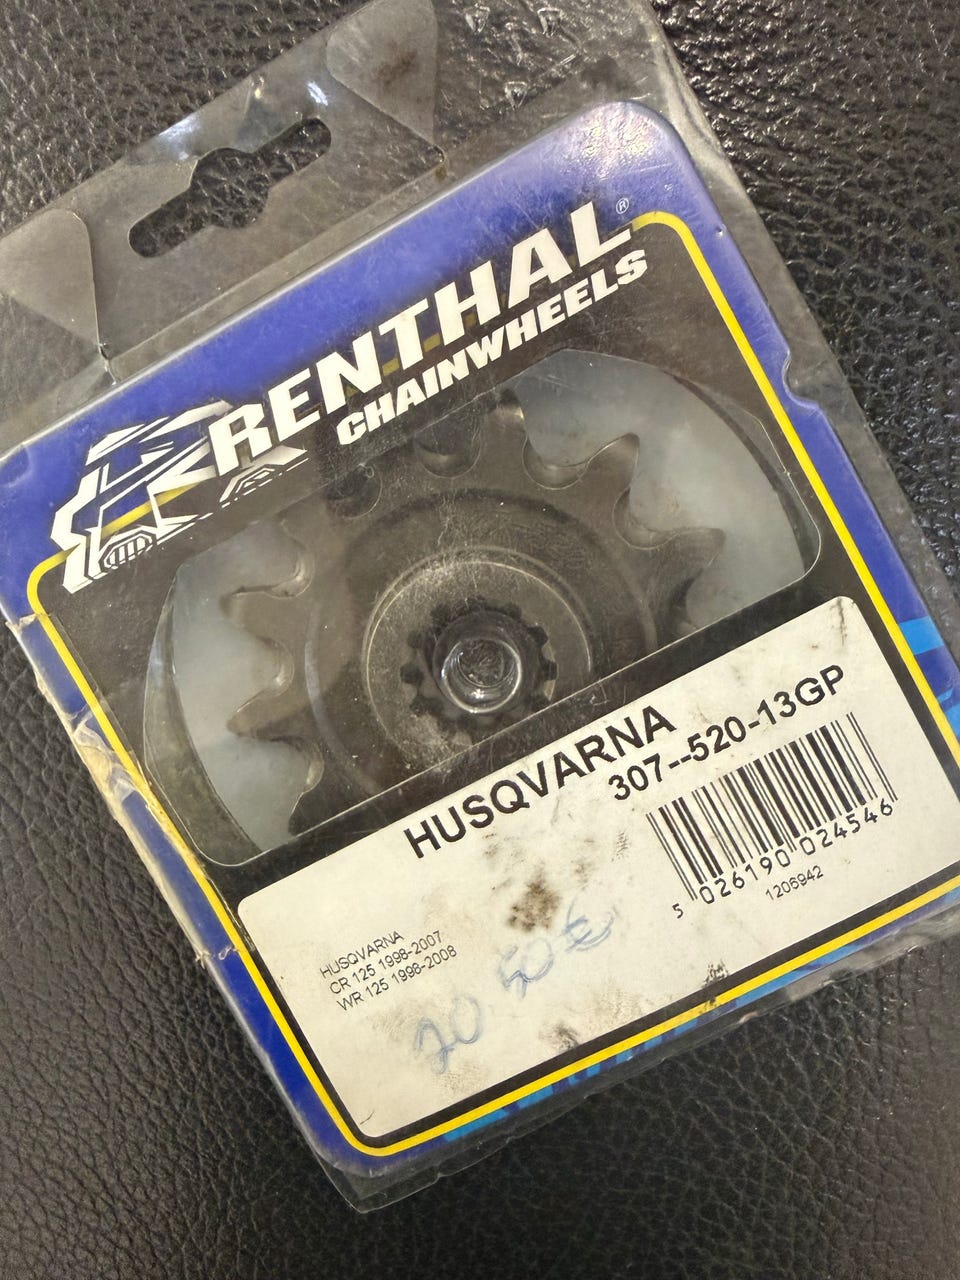 RENTHAL®
CHAINWHEELS
HUSQVARNA
307--520-13GP
5 026190 024546
1206942
HUSQVARNA
CR 125 1998-2007
WR 125 1998-2008
20.50€